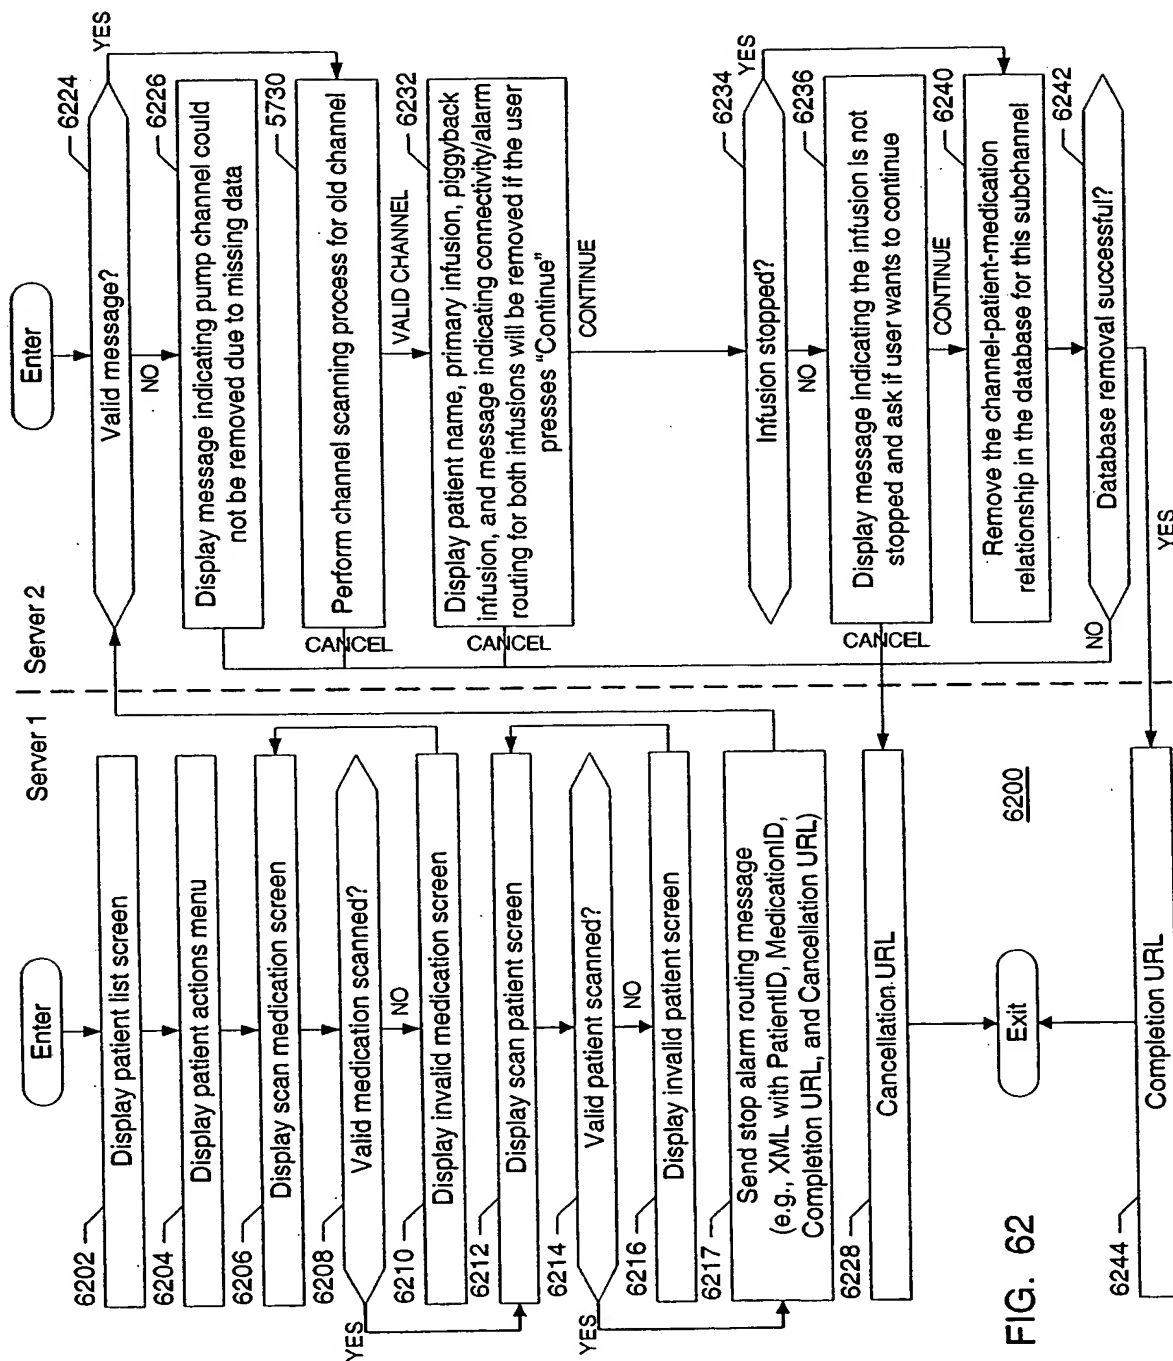 Server 1
Server 2
Enter
6202
Display patient list screen
6204
Display patient actions menu
6206
Display scan medication screen
6208
Valid medication scanned?
YES
NO
6210
Display invalid medication screen
6212
Display scan patient screen
6214
Valid patient scanned?
YES
NO
6216
Display invalid patient screen
6217
Send stop alarm routing message
(e.g., XML with PatientID, MedicationID,
Completion URL, and Cancellation URL)
6228
Cancellation URL
Exit
6200
6244
Completion URL
Enter
6224
Valid message?
YES
NO
6226
Display message indicating pump channel could
not be removed due to missing data
5730
Perform channel scanning process for old channel
CANCEL
VALID CHANNEL
6232
Display patient name, primary infusion, piggyback
infusion, and message indicating connectivity/alarm
routing for both infusions will be removed if the user
presses "Continue"
CANCEL
CONTINUE
6234
Infusion stopped?
YES
NO
6236
Display message indicating the infusion is not
stopped and ask if user wants to continue
CANCEL
CONTINUE
6240
Remove the channel-patient-medication
relationship in the database for this subchannel
6242
Database removal successful?
NO
YES
FIG. 62